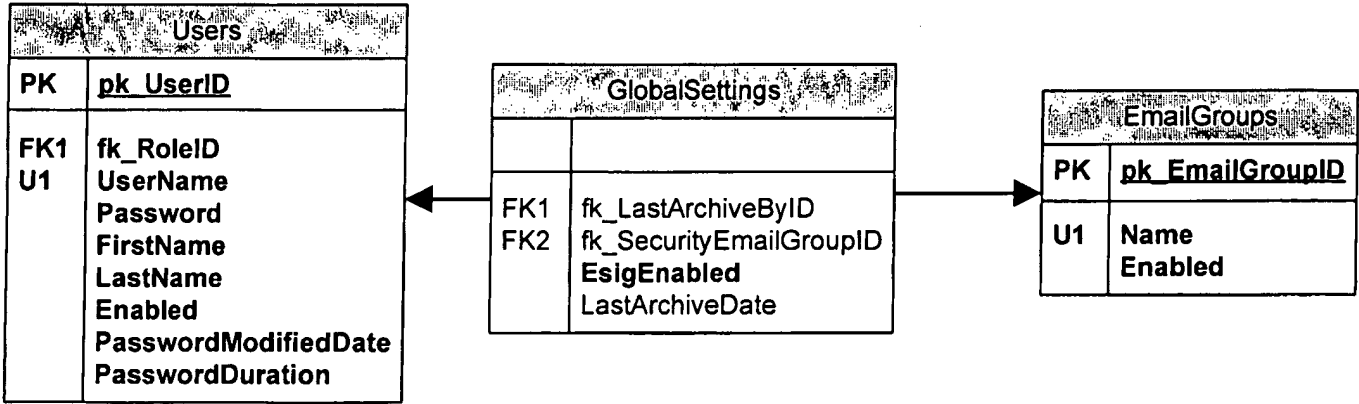 Users
PK pk_UserID
FK1 fk_RoleID
U1 UserName
Password
FirstName
LastName
Enabled
PasswordModifiedDate
PasswordDuration
GlobalSettings
FK1 fk_LastArchiveByID
FK2 fk_SecurityEmailGroupID
EsigEnabled
LastArchiveDate
EmailGroups
PK pk_EmailGroupID
U1 Name
Enabled